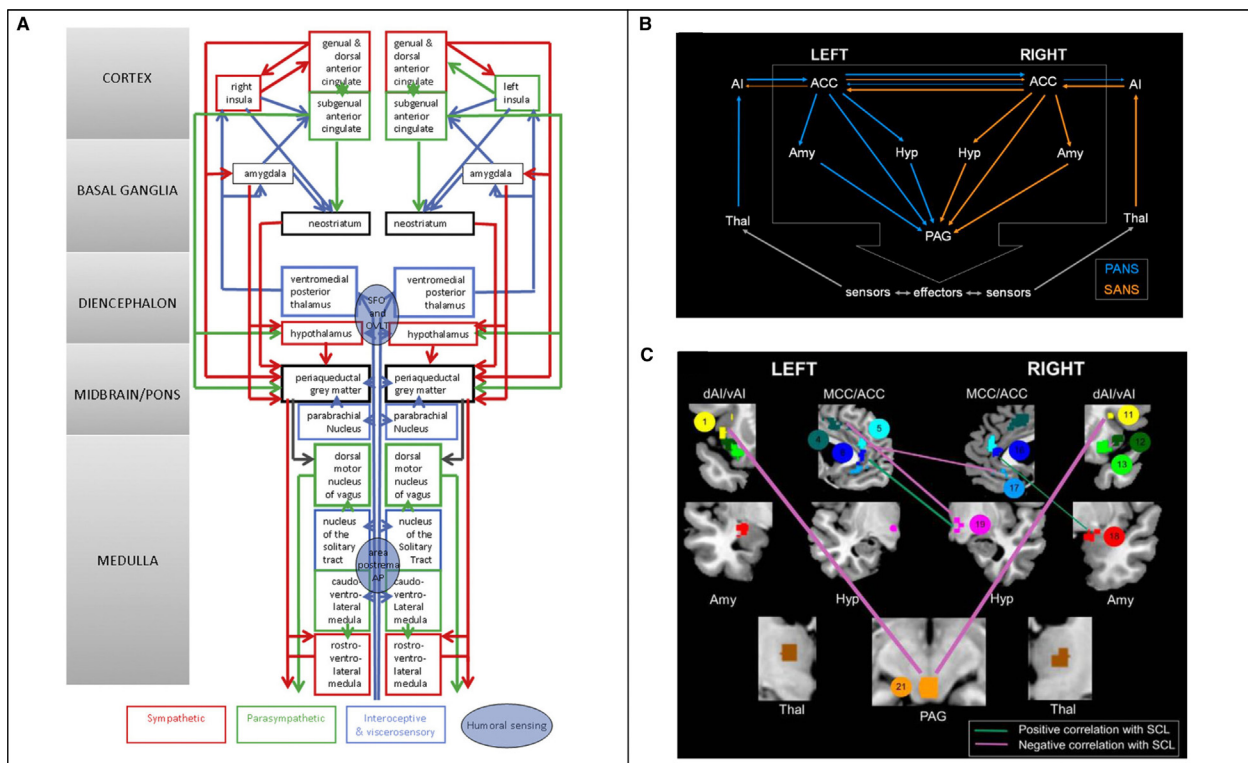 A
CORTEX
BASAL GANGLIA
DIENCEPHALON
MIDBRAIN/PONS
MEDULLA
genual &
dorsal
anterior
cingulate
genual &
dorsal
anterior
cingulate
right
insula
left
insula
subgenual
anterior
cingulate
subgenual
anterior
cingulate
amygdala
amygdala
neostriatum
neostriatum
ventromedial
posterior
thalamus
ventromedial
posterior
thalamus
SFO
and
OVLT
hypothalamus
hypothalamus
periaqueductal
grey matter
periaqueductal
grey matter
parabrachial
Nucleus
parabrachial
Nucleus
dorsal
motor
nucleus
of vagus
dorsal
motor
nucleus
of vagus
nucleus
of the
solitary
tract
nucleus
of the
Solitary
Tract
area
postrema
AP
caudo-
ventro-
lateral
medula
caudo-
ventro-
Lateral
medula
rostro-
ventro-
lateral
medula
rostro-
ventro-
lateral
medula
Sympathetic
Parasympathetic
Interoceptive
& viscerosensory
Humoral sensing
B
LEFT
RIGHT
AI
ACC
ACC
AI
Amy
Hyp
Hyp
Amy
Thal
PAG
Thal
sensors
effectors
sensors
PANS
SANS
C
LEFT
RIGHT
dAI/vAI
MCC/ACC
MCC/ACC
dAI/vAI
1
4
5
11
12
13
17
19
18
Amy
Hyp
Hyp
Amy
21
Thal
PAG
Thal
Positive correlation with SCL
Negative correlation with SCL